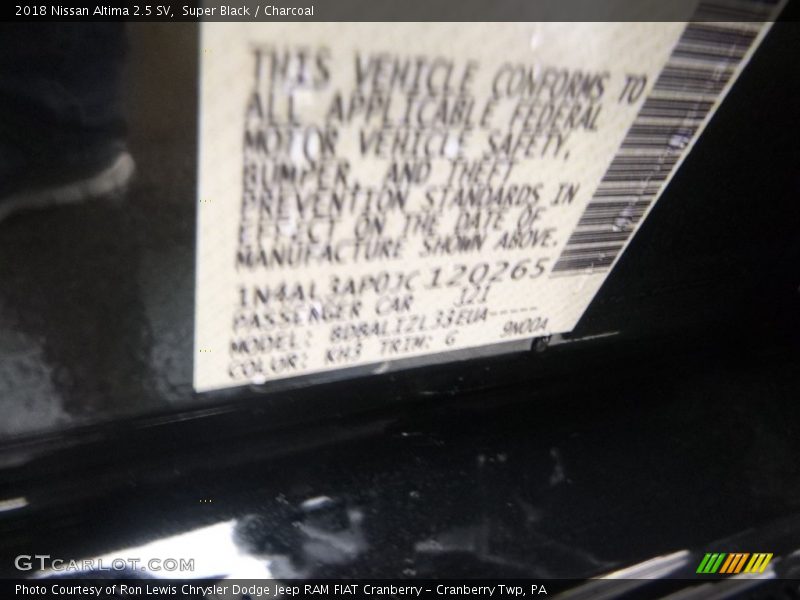 2018 Nissan Altima 2.5 SV,  Super Black / Charcoal
THIS VEHICLE CONFORMS TO
ALL APPLICABLE FEDERAL
MOTOR VEHICLE SAFETY,
BUMPER, AND THEFT
PREVENTION STANDARDS IN
EFFECT ON THE DATE OF
MANUFACTURE SHOWN ABOVE.
1N4AL3AP0JC120265
PASSENGER CAR 121
MODEL: BDBALIZL33EUA-----
COLOR: KH3 TRIM: G 9N00A
GTCARLOT.COM
Photo Courtesy of Ron Lewis Chrysler Dodge Jeep RAM FIAT Cranberry – Cranberry Twp, PA